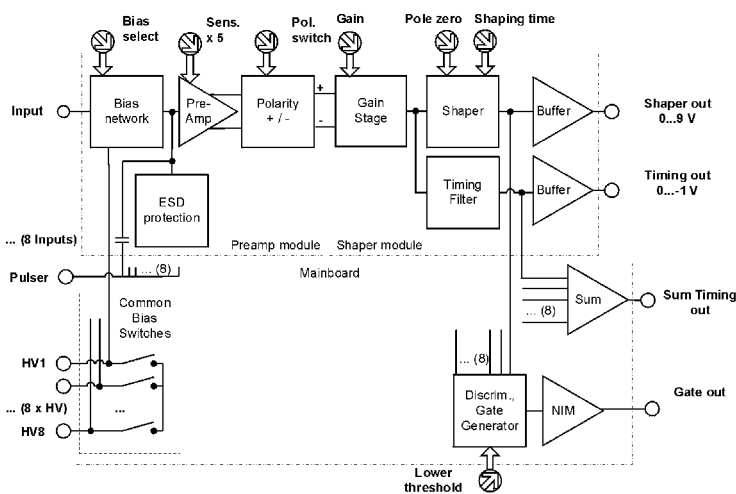 Bias
select
Sens.
x 5
Pol.
switch
Gain
Pole zero
Shaping time
Input
Bias
network
Pre-
Amp
Polarity
+ / -
+
-
Gain
Stage
Shaper
Buffer
Shaper out
0...9 V
ESD
protection
Timing
Filter
Buffer
Timing out
0...-1 V
... (8 Inputs)
Preamp module
Shaper module
Pulser
... (8)
Mainboard
Common
Bias
Switches
Sum
... (8)
Sum Timing
out
HV1
... (8 x HV)
...
HV8
... (8)
Discrim.,
Gate
Generator
NIM
Gate out
Lower
threshold